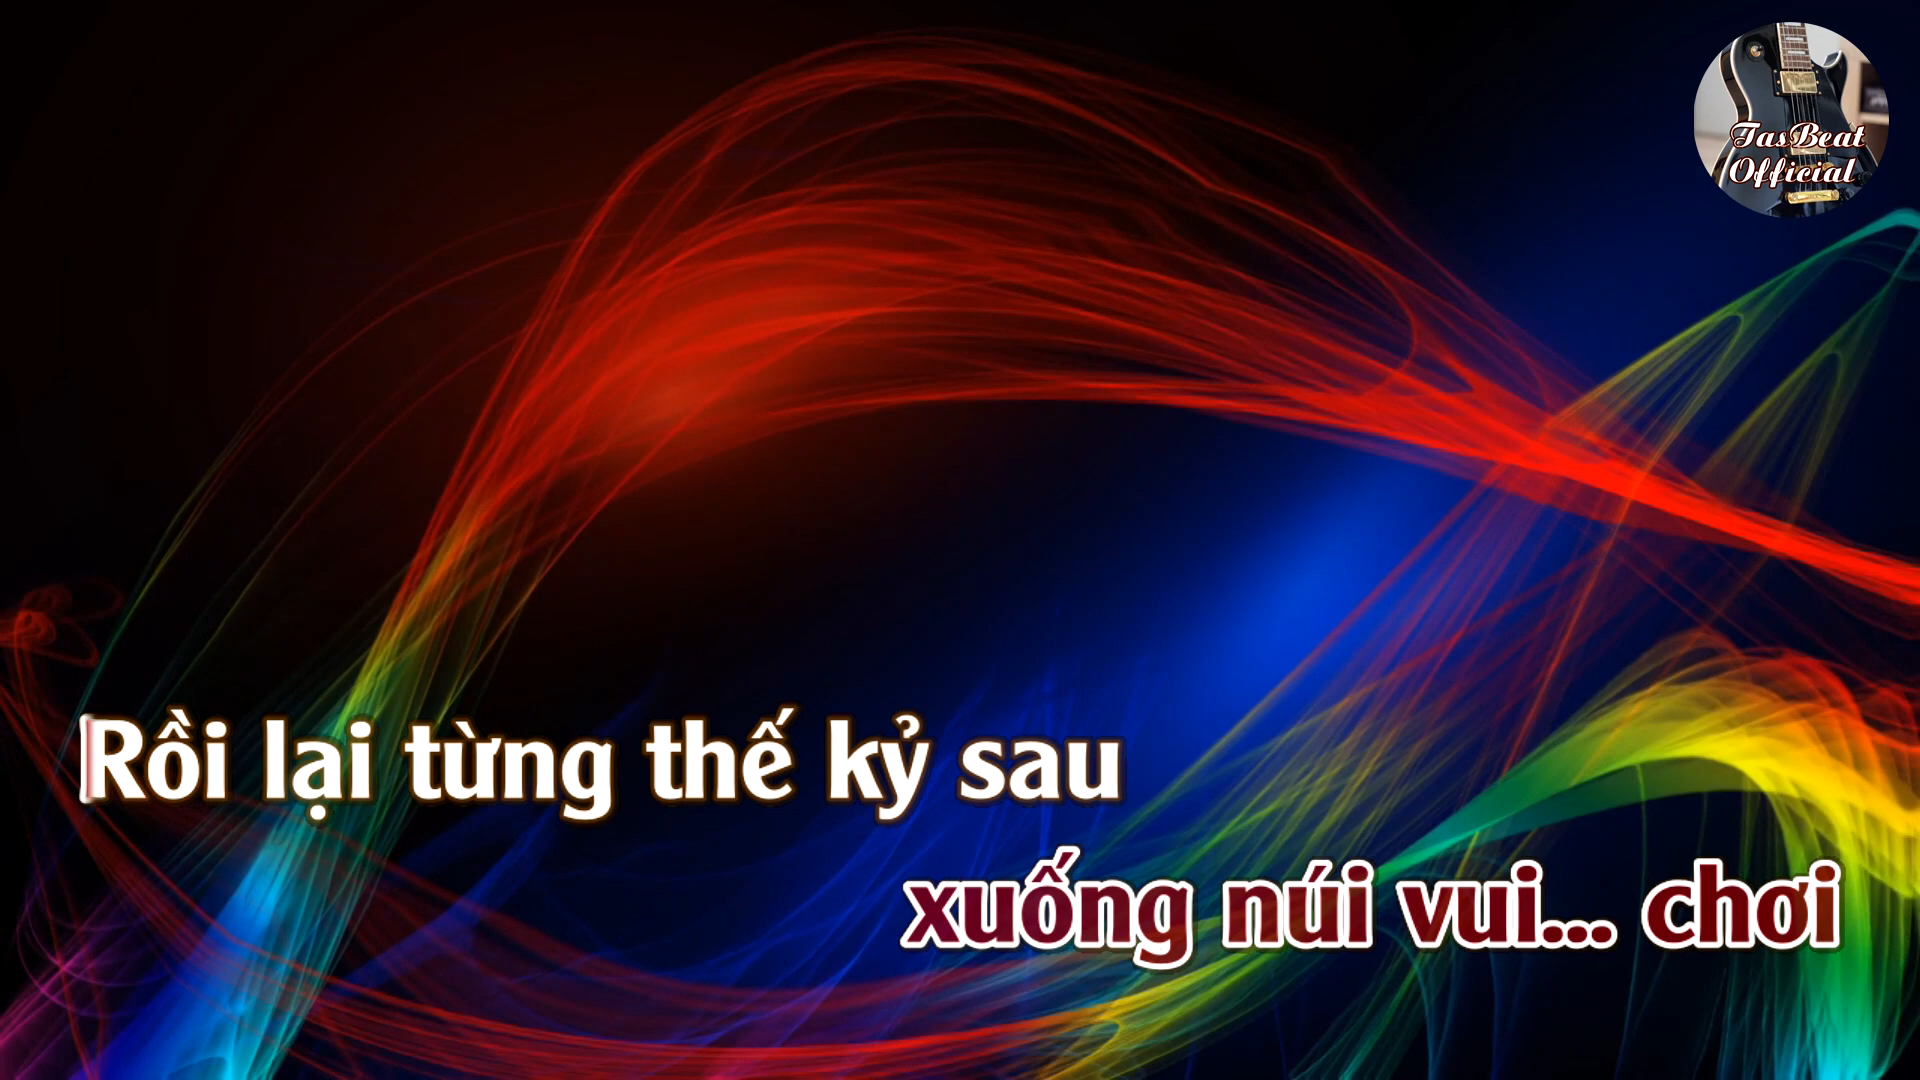 TasBeat
Official
Rồi lại từng thế kỷ sau
xuống núi vui... chơi